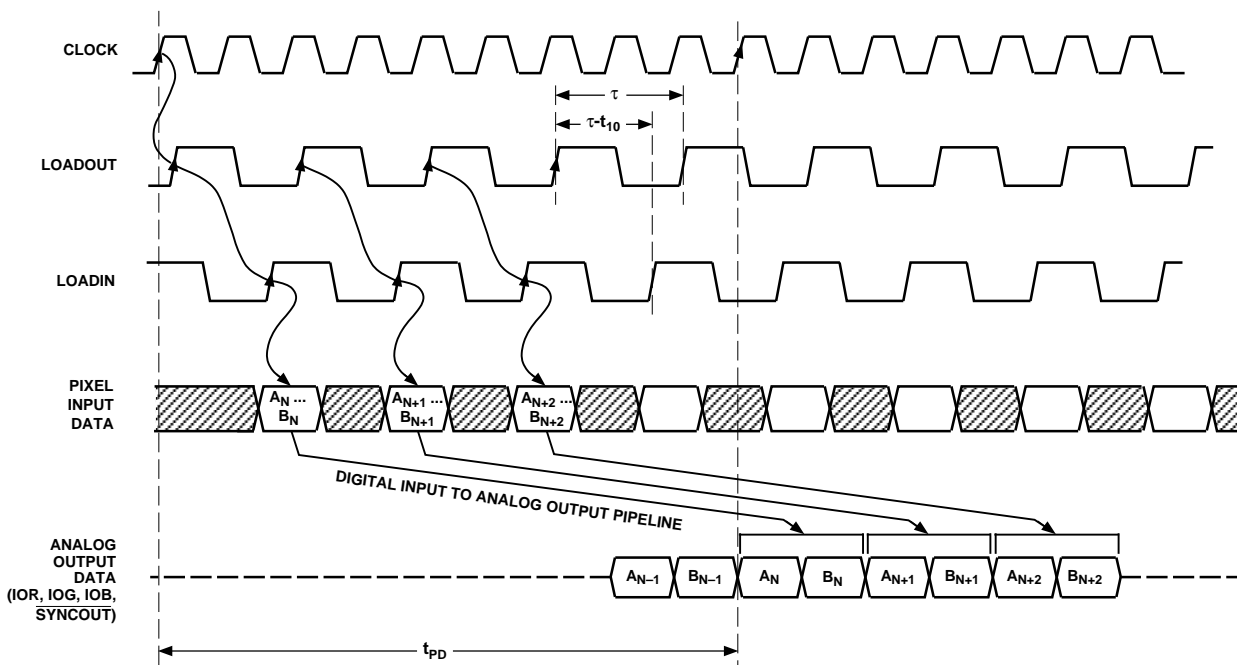 CLOCK
τ
τ-t10
LOADOUT
LOADIN
PIXEL
INPUT
DATA
AN ...
BN
AN+1 ...
BN+1
AN+2 ...
BN+2
DIGITAL INPUT TO ANALOG OUTPUT PIPELINE
ANALOG
OUTPUT
DATA
(IOR, IOG, IOB,
SYNCOUT)
AN–1
BN–1
AN
BN
AN+1
BN+1
AN+2
BN+2
tPD